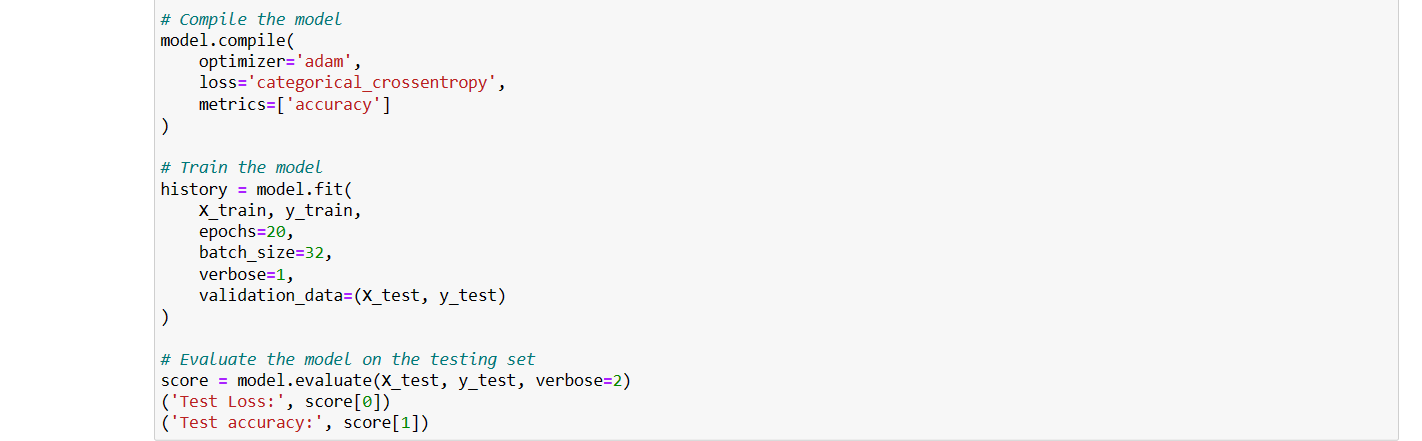 # Compile the model
model.compile(
    optimizer='adam',
    loss='categorical_crossentropy',
    metrics=['accuracy']
)
# Train the model
history = model.fit(
    X_train, y_train,
    epochs=20,
    batch_size=32,
    verbose=1,
    validation_data=(X_test, y_test)
)
# Evaluate the model on the testing set
score = model.evaluate(X_test, y_test, verbose=2)
('Test Loss:', score[0])
('Test accuracy:', score[1])